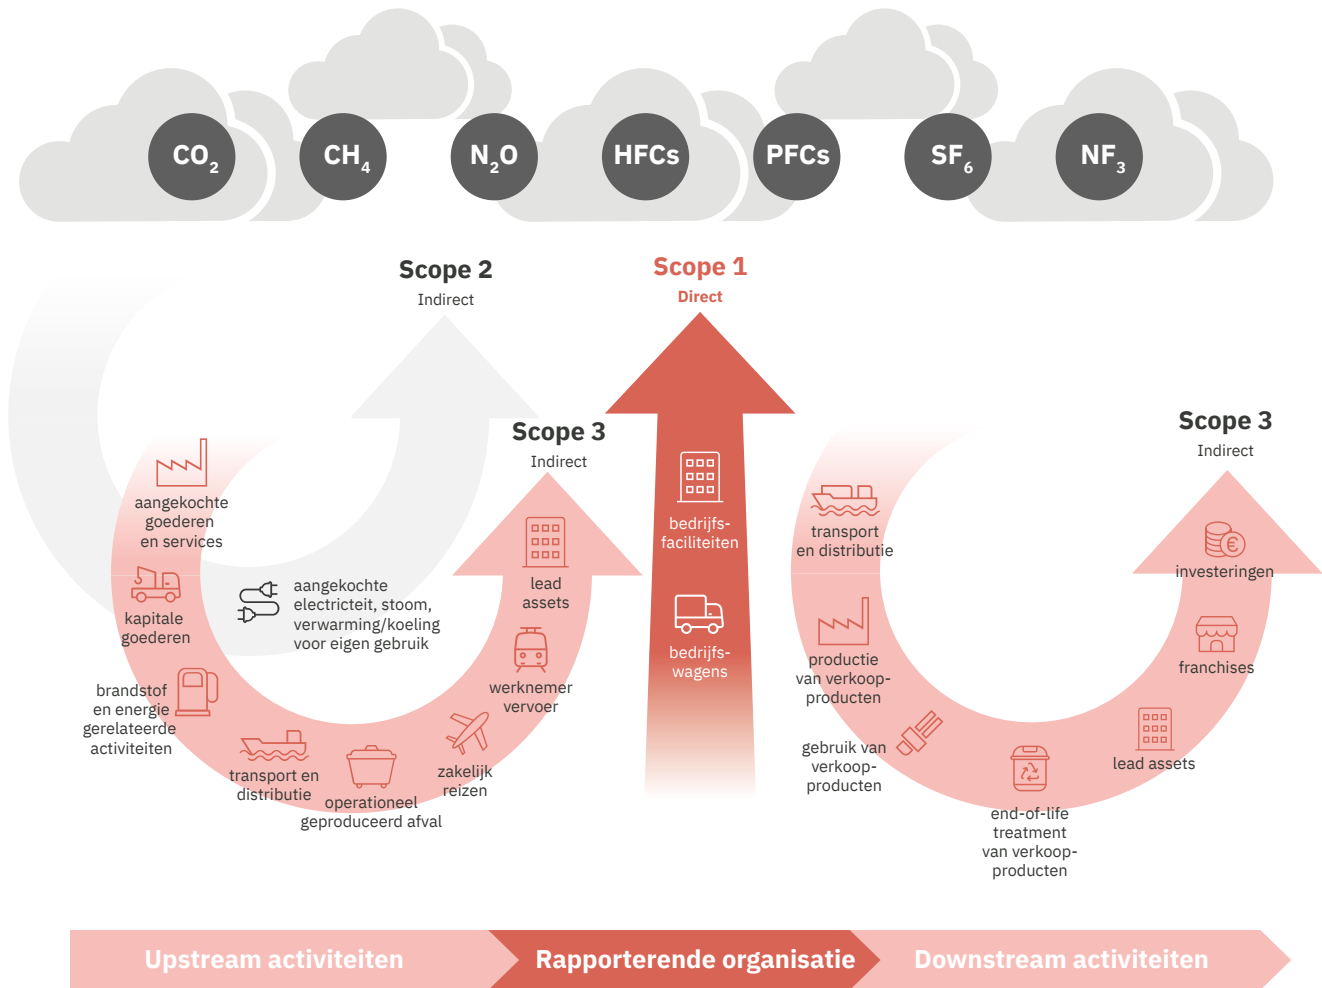 CO2
CH4
N2O
HFCs
PFCs
SF6
NF3
Scope 2
Indirect
Scope 1
Direct
Scope 3
Indirect
Scope 3
Indirect
aangekochte
goederen
en services
kapitale
goederen
brandstof
en energie
gerelateerde
activiteiten
transport en
distributie
operationeel
geproduceerd afval
zakelijk
reizen
werknemer
vervoer
lead
assets
aangekochte
electricteit, stoom,
verwarming/koeling
voor eigen gebruik
bedrijfs-
faciliteiten
bedrijfs-
wagens
transport
en distributie
productie
van verkoop-
producten
gebruik van
verkoop-
producten
end-of-life
treatment
van verkoop-
producten
lead assets
franchises
investeringen
Upstream activiteiten
Rapporterende organisatie
Downstream activiteiten